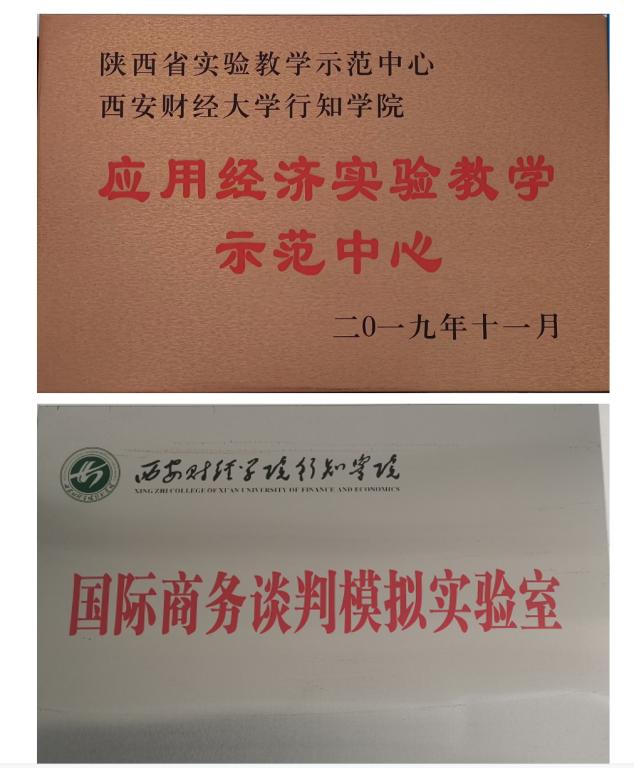 陕西省实验教学示范中心
西安财经大学行知学院
应用经济实验教学
示范中心
二0一九年十一月
西安财经学院行知学院
XING ZHI COLLEGE OF XI'AN UNIVERSITY OF FINANCE AND ECONOMICS
国际商务谈判模拟实验室